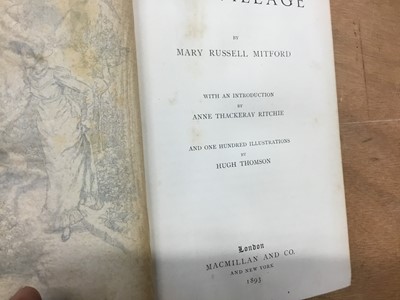 VILLAGE
BY
MARY RUSSELL MITFORD
WITH AN INTRODUCTION
BY
ANNE THACKERAY RITCHIE
AND ONE HUNDRED ILLUSTRATIONS
BY
HUGH THOMSON
London
MACMILLAN AND CO.
AND NEW YORK
1893